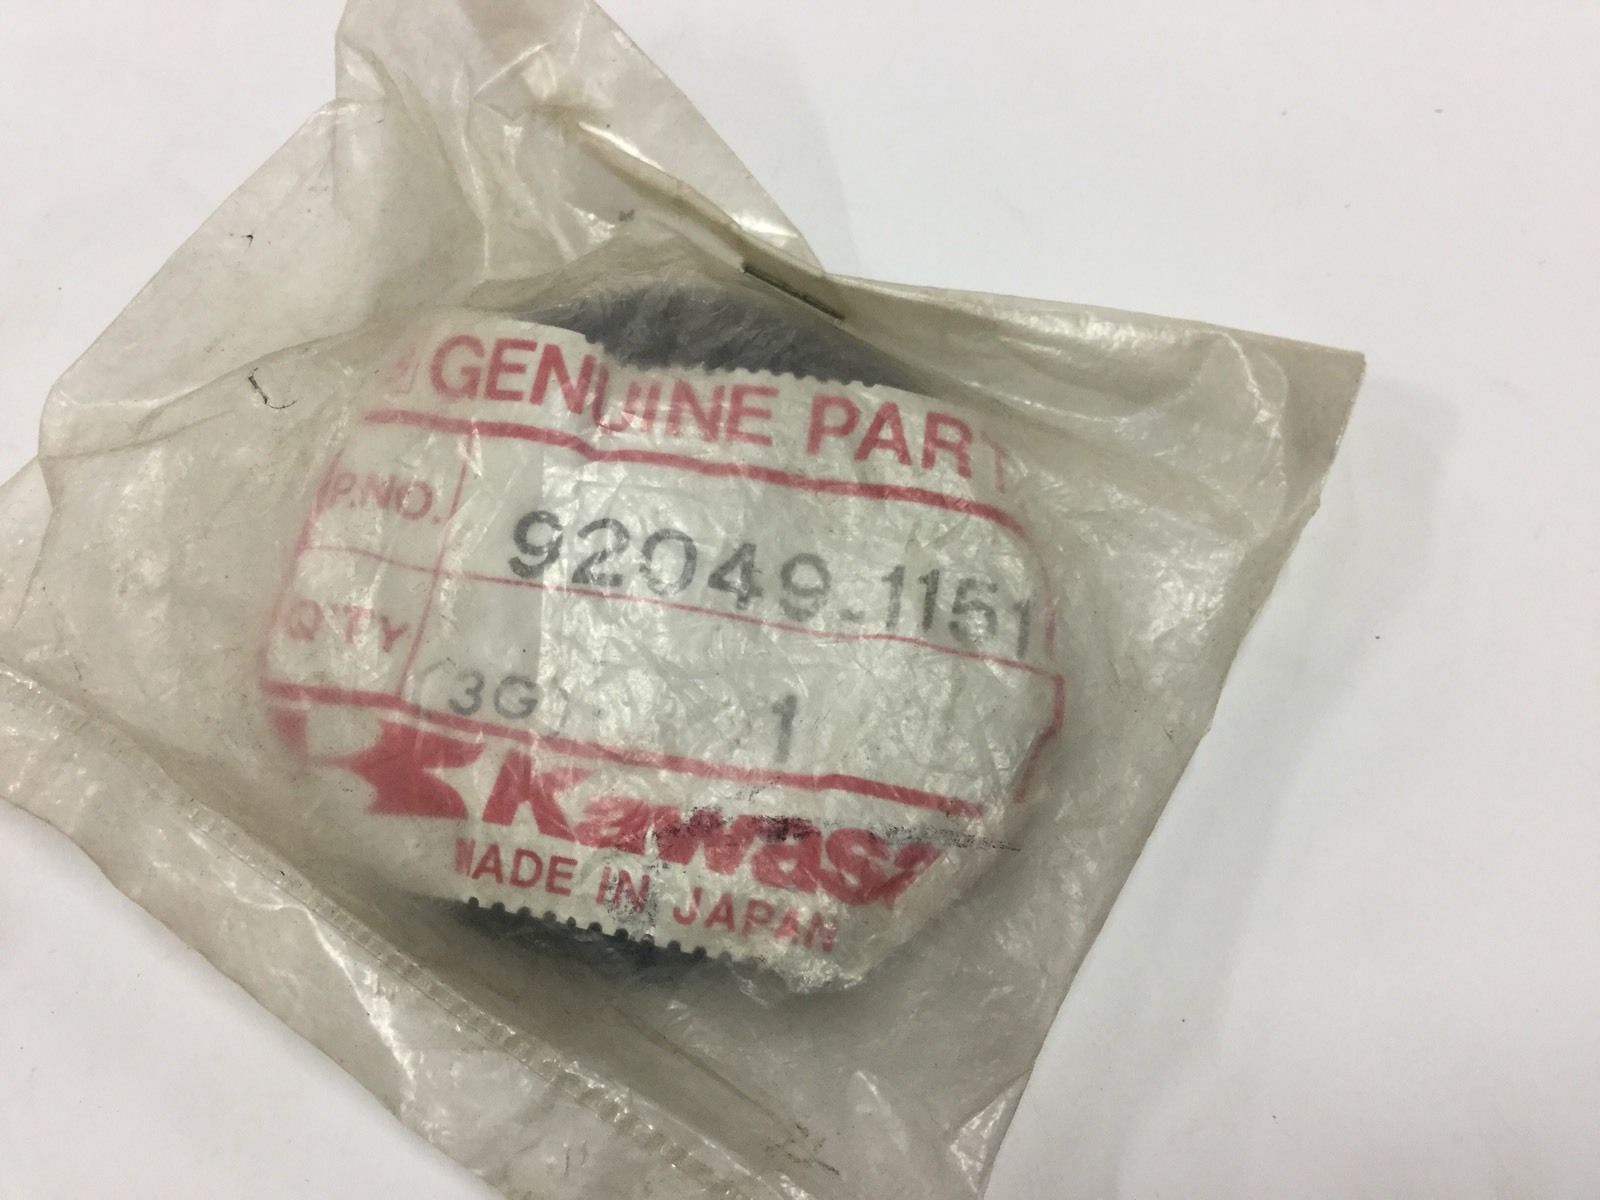 GENUINE PART
P.NO. 92049-1151
Q'TY (3G) 1
Kawasa
MADE IN JAPAN